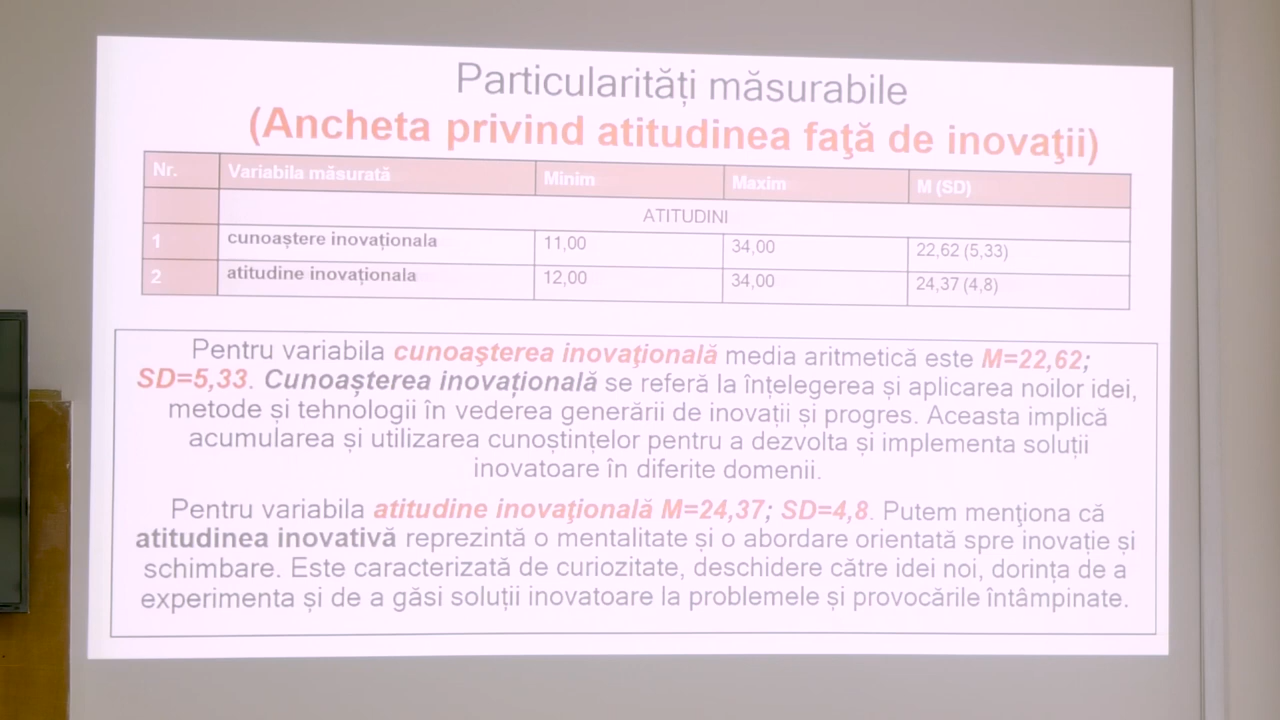 Particularități măsurabile
(Ancheta privind atitudinea faţă de inovaţii)
Nr. Variabila măsurată Minim Maxim M (SD)
ATITUDINI
1 cunoaștere inovaționala 11,00 34,00 22,62 (5,33)
2 atitudine inovaționala 12,00 34,00 24,37 (4,8)
Pentru variabila cunoaşterea inovaţională media aritmetică este M=22,62;
SD=5,33. Cunoașterea inovațională se referă la înțelegerea și aplicarea noilor idei,
metode și tehnologii în vederea generării de inovații și progres. Aceasta implică
acumularea și utilizarea cunoștințelor pentru a dezvolta și implementa soluții
inovatoare în diferite domenii.
Pentru variabila atitudine inovaţională M=24,37; SD=4,8. Putem menţiona că
atitudinea inovativă reprezintă o mentalitate și o abordare orientată spre inovație și
schimbare. Este caracterizată de curiozitate, deschidere către idei noi, dorința de a
experimenta și de a găsi soluții inovatoare la problemele și provocările întâmpinate.